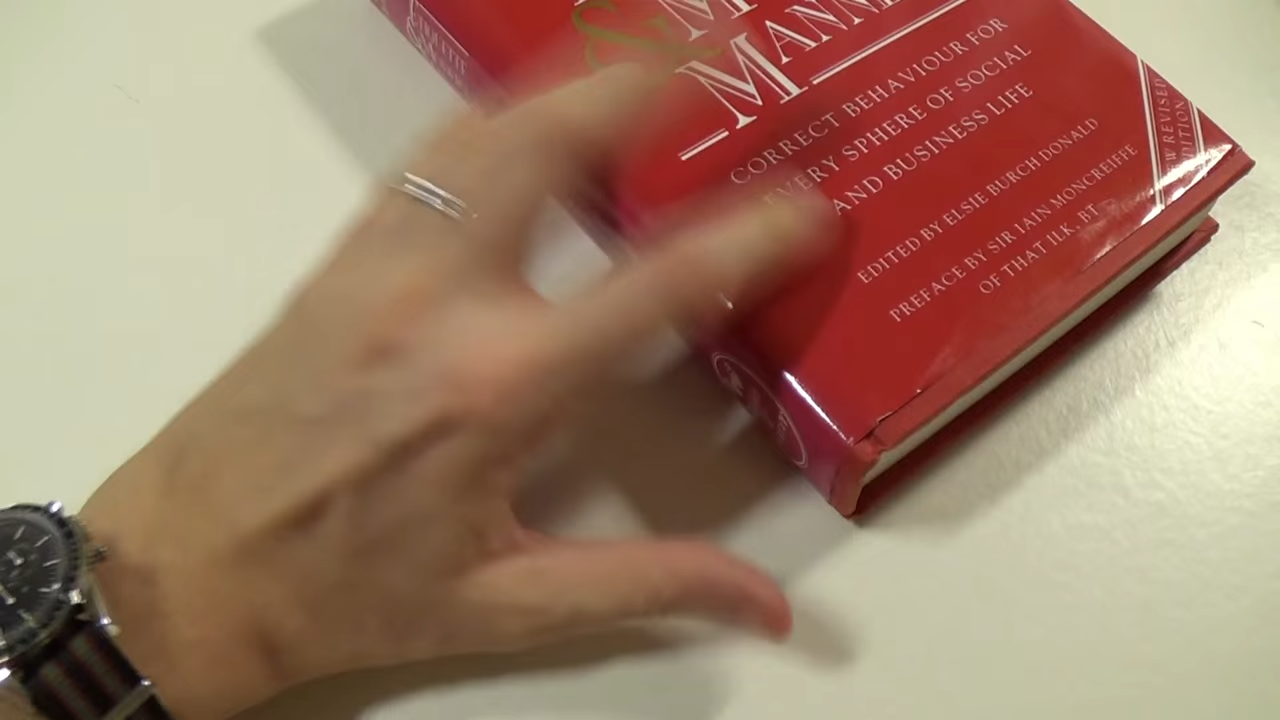 &
MANNE
CORRECT BEHAVIOUR FOR
EVERY SPHERE OF SOCIAL
AND BUSINESS LIFE
EDITED BY ELSIE BURCH DONALD
PREFACE BY SIR IAIN MONCREIFFE
OF THAT ILK, BT
REVISED